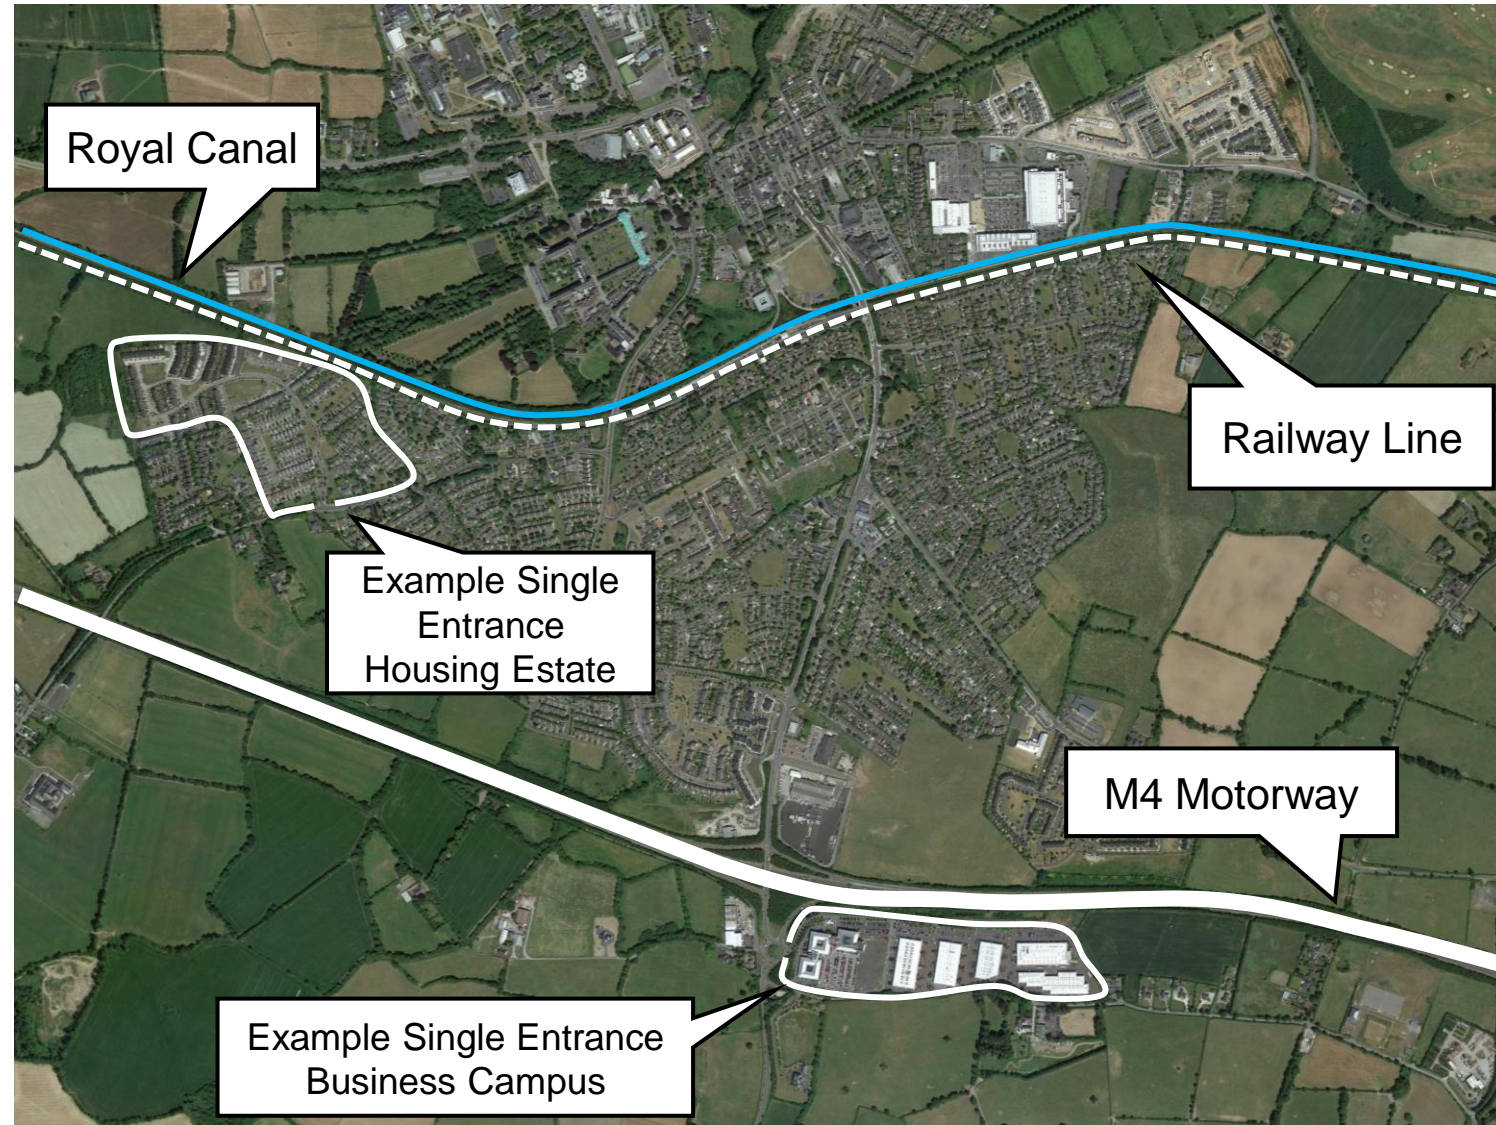 Royal Canal
Railway Line
Example Single
Entrance
Housing Estate
M4 Motorway
Example Single Entrance
Business Campus